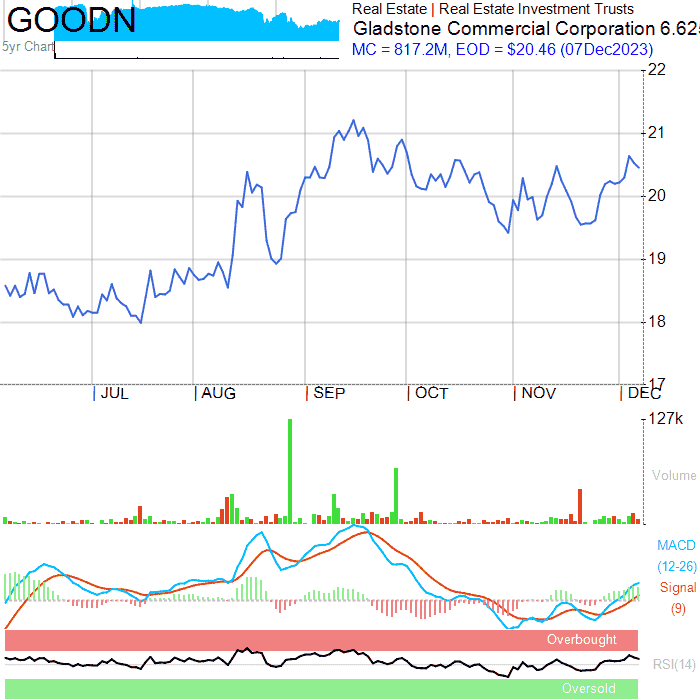 GOODN
5yr Chart
Real Estate | Real Estate Investment Trusts
Gladstone Commercial Corporation 6.62
MC = 817.2M, EOD = $20.46 (07Dec2023)
22
21
20
19
18
17
JUL AUG SEP OCT NOV DEC
127k
Volume
MACD
(12-26)
Signal
(9)
Overbought
RSI(14)
Oversold